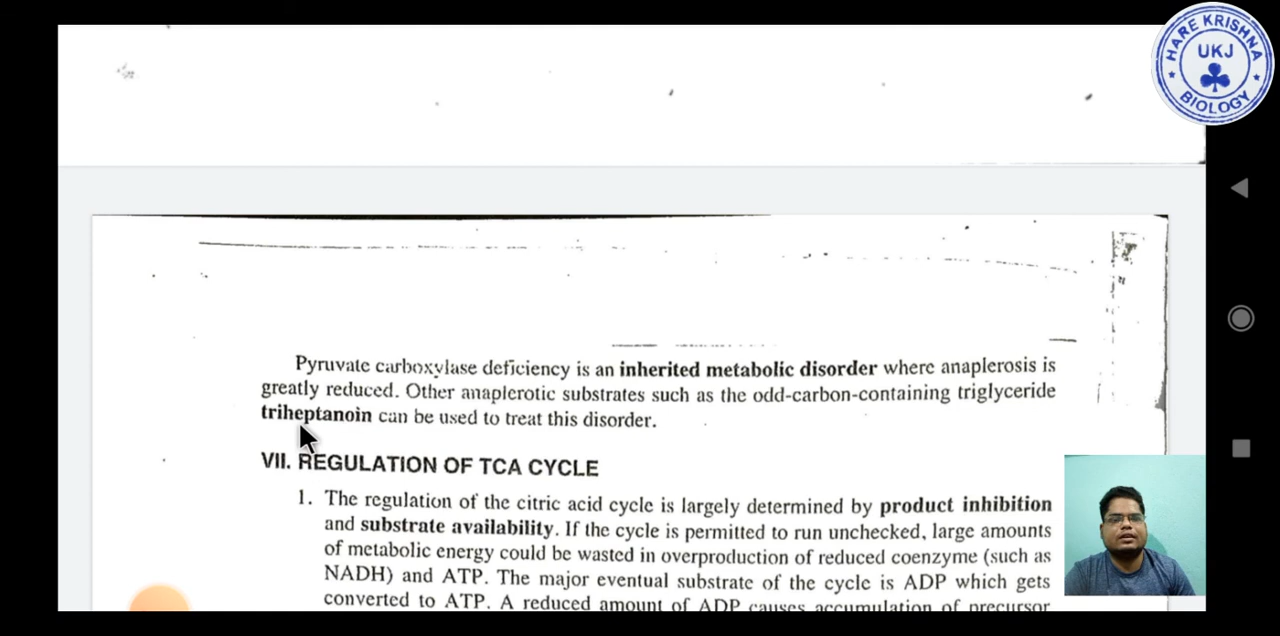 HARE KRISHNA
UKJ
BIOLOGY
Pyruvate carboxylase deficiency is an inherited metabolic disorder where anaplerosis is
greatly reduced. Other anaplerotic substrates such as the odd-carbon-containing triglyceride
triheptanoin can be used to treat this disorder.
VII. REGULATION OF TCA CYCLE
1. The regulation of the citric acid cycle is largely determined by product inhibition
and substrate availability. If the cycle is permitted to run unchecked, large amounts
of metabolic energy could be wasted in overproduction of reduced coenzyme (such as
NADH) and ATP. The major eventual substrate of the cycle is ADP which gets
converted to ATP. A reduced amount of ADP causes accumulation of precursor